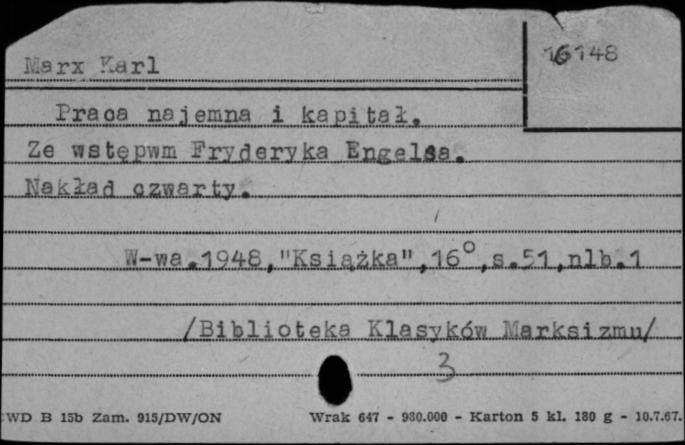 Marx Karl
16148
Praca najemna i kapitał.
Ze wstępwm Fryderyka Engelsa.
Nakład czwarty.
W-wa.1948,"Książka",16°,s.51,nlb.1
/Biblioteka Klasyków Marksizmu/
3
WD B 15b Zam. 915/DW/ON Wrak 647 - 980.000 - Karton 5 kl. 180 g - 10.7.67.